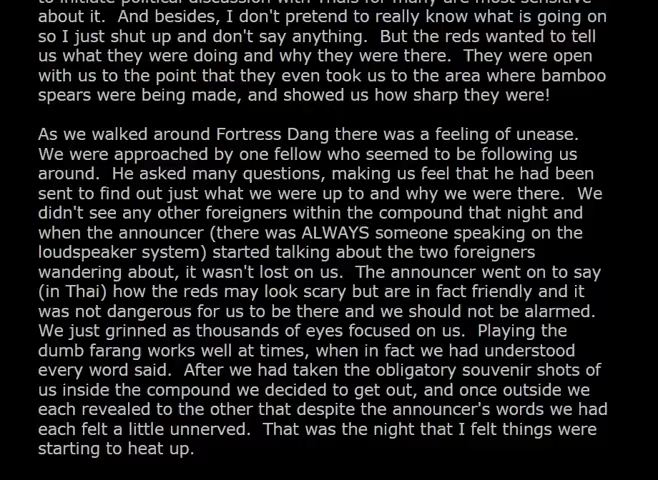 to initiate political discussion with Thais for many are most sensitive
about it.  And besides, I don't pretend to really know what is going on
so I just shut up and don't say anything.  But the reds wanted to tell
us what they were doing and why they were there.  They were open
with us to the point that they even took us to the area where bamboo
spears were being made, and showed us how sharp they were!

As we walked around Fortress Dang there was a feeling of unease.
We were approached by one fellow who seemed to be following us
around.  He asked many questions, making us feel that he had been
sent to find out just what we were up to and why we were there.  We
didn't see any other foreigners within the compound that night and
when the announcer (there was ALWAYS someone speaking on the
loudspeaker system) started talking about the two foreigners
wandering about, it wasn't lost on us.  The announcer went on to say
(in Thai) how the reds may look scary but are in fact friendly and it
was not dangerous for us to be there and we should not be alarmed.
We just grinned as thousands of eyes focused on us.  Playing the
dumb farang works well at times, when in fact we had understood
every word said.  After we had taken the obligatory souvenir shots of
us inside the compound we decided to get out, and once outside we
each revealed to the other that despite the announcer's words we had
each felt a little unnerved.  That was the night that I felt things were
starting to heat up.